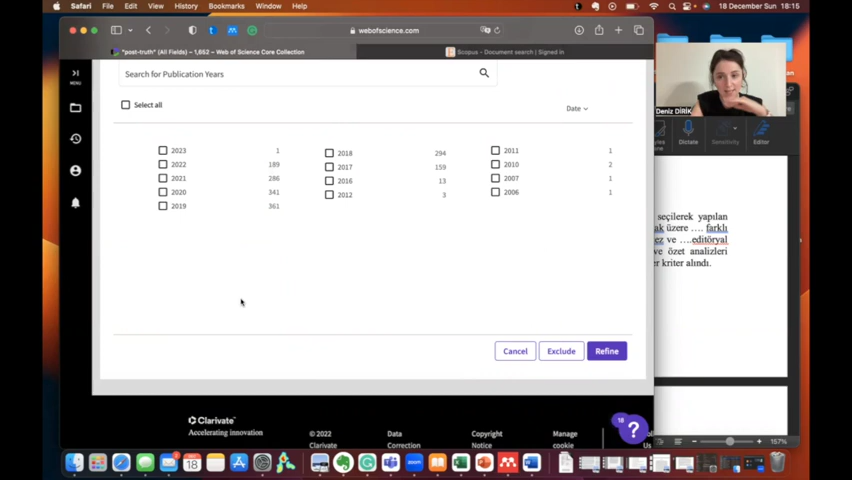 Safari File Edit View History Bookmarks Window Help
18 December Sun 18:15
webofscience.com
"post-truth" (All Fields) – 1,652 – Web of Science Core Collection
Scopus - Document search | Signed in
MENU
Search for Publication Years
Select all
Date
2023 1
2022 189
2021 286
2020 341
2019 361
2018 294
2017 159
2016 13
2012 3
2011 1
2010 2
2007 1
2006 1
Cancel Exclude Refine
Clarivate
Accelerating innovation
© 2022
Clarivate
Data
Correction
Copyright
Notice
Manage
cookie
18
?
Deniz DİRİK
Dictate
Sensitivity
Editor
seçilerek yapılan
ak üzere …. farklı
ez ve ….editöryal
ve özet analizleri
er kriter alındı.
157%
zoom